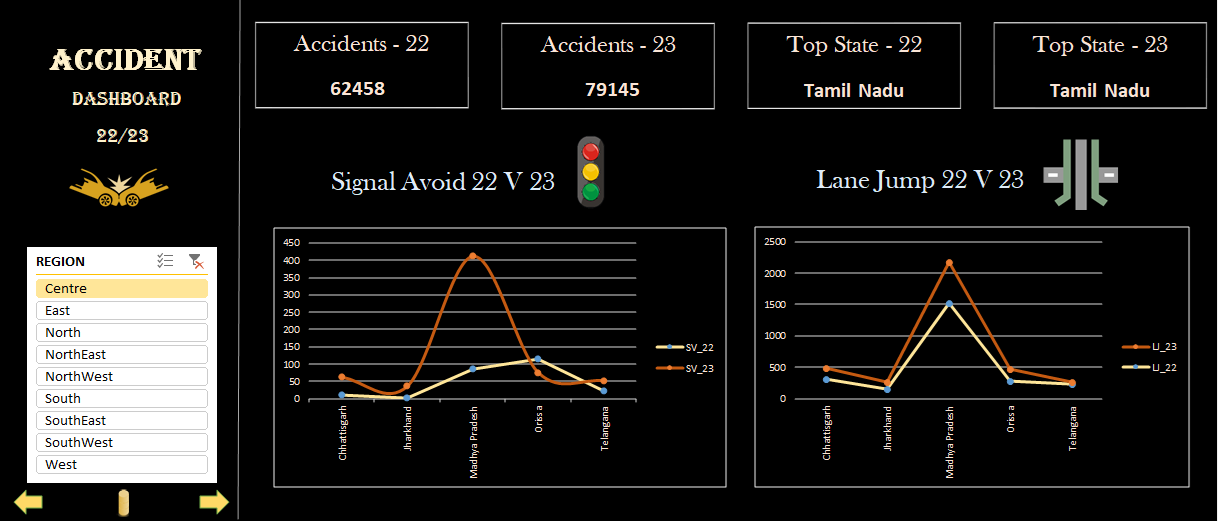 ACCIDENT
DASHBOARD
22/23
REGION
Centre
East
North
NorthEast
NorthWest
South
SouthEast
SouthWest
West
Accidents - 22
62458
Accidents - 23
79145
Top State - 22
Tamil Nadu
Top State - 23
Tamil Nadu
Signal Avoid 22 V 23
450
400
350
300
250
200
150
100
50
0
Chhattisgarh
Jharkhand
Madhya Pradesh
Orissa
Telangana
SV_22
SV_23
Lane Jump 22 V 23
2500
2000
1500
1000
500
0
Chhattisgarh
Jharkhand
Madhya Pradesh
Orissa
Telangana
LJ_23
LJ_22